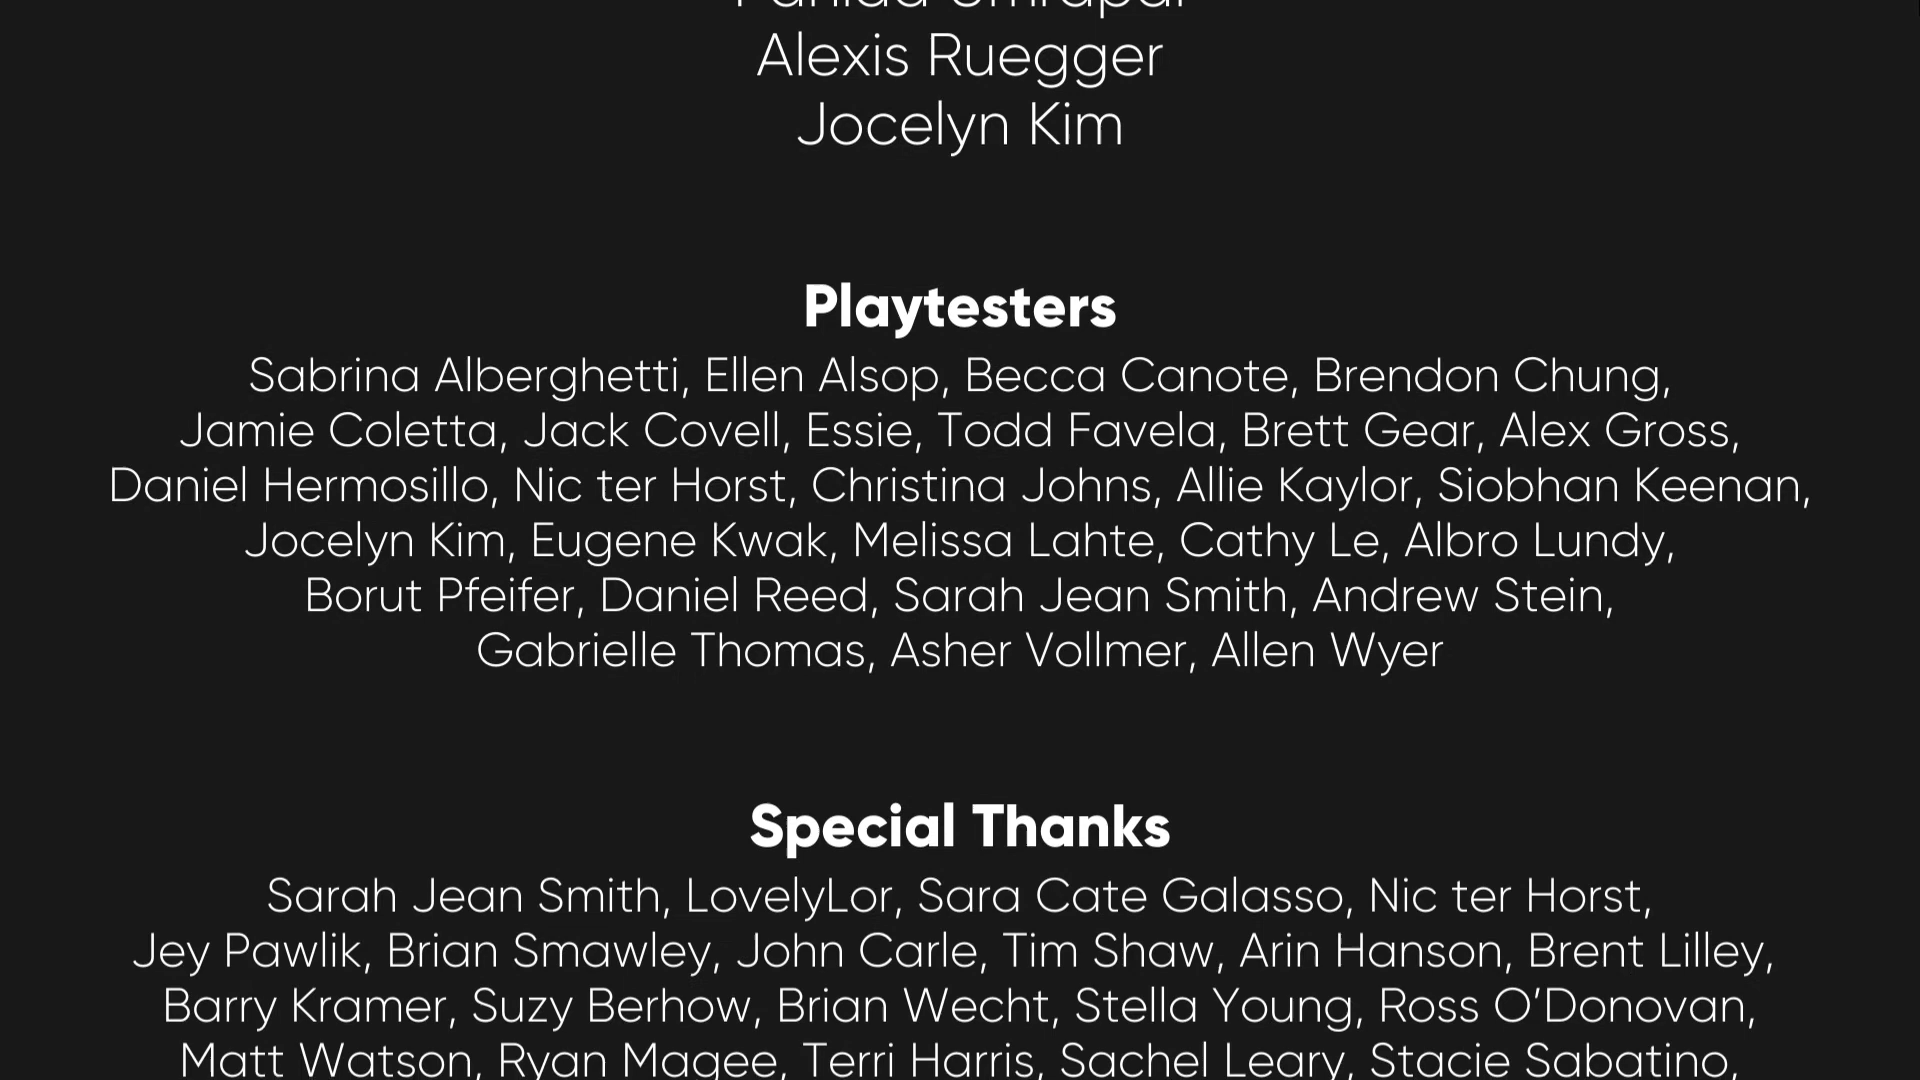 Alexis Ruegger
Jocelyn Kim
Playtesters
Sabrina Alberghetti, Ellen Alsop, Becca Canote, Brendon Chung,
Jamie Coletta, Jack Covell, Essie, Todd Favela, Brett Gear, Alex Gross,
Daniel Hermosillo, Nic ter Horst, Christina Johns, Allie Kaylor, Siobhan Keenan,
Jocelyn Kim, Eugene Kwak, Melissa Lahte, Cathy Le, Albro Lundy,
Borut Pfeifer, Daniel Reed, Sarah Jean Smith, Andrew Stein,
Gabrielle Thomas, Asher Vollmer, Allen Wyer
Special Thanks
Sarah Jean Smith, LovelyLor, Sara Cate Galasso, Nic ter Horst,
Jey Pawlik, Brian Smawley, John Carle, Tim Shaw, Arin Hanson, Brent Lilley,
Barry Kramer, Suzy Berhow, Brian Wecht, Stella Young, Ross O’Donovan,
Matt Watson, Ryan Magee, Terri Harris, Sachel Leary, Stacie Sabatino,